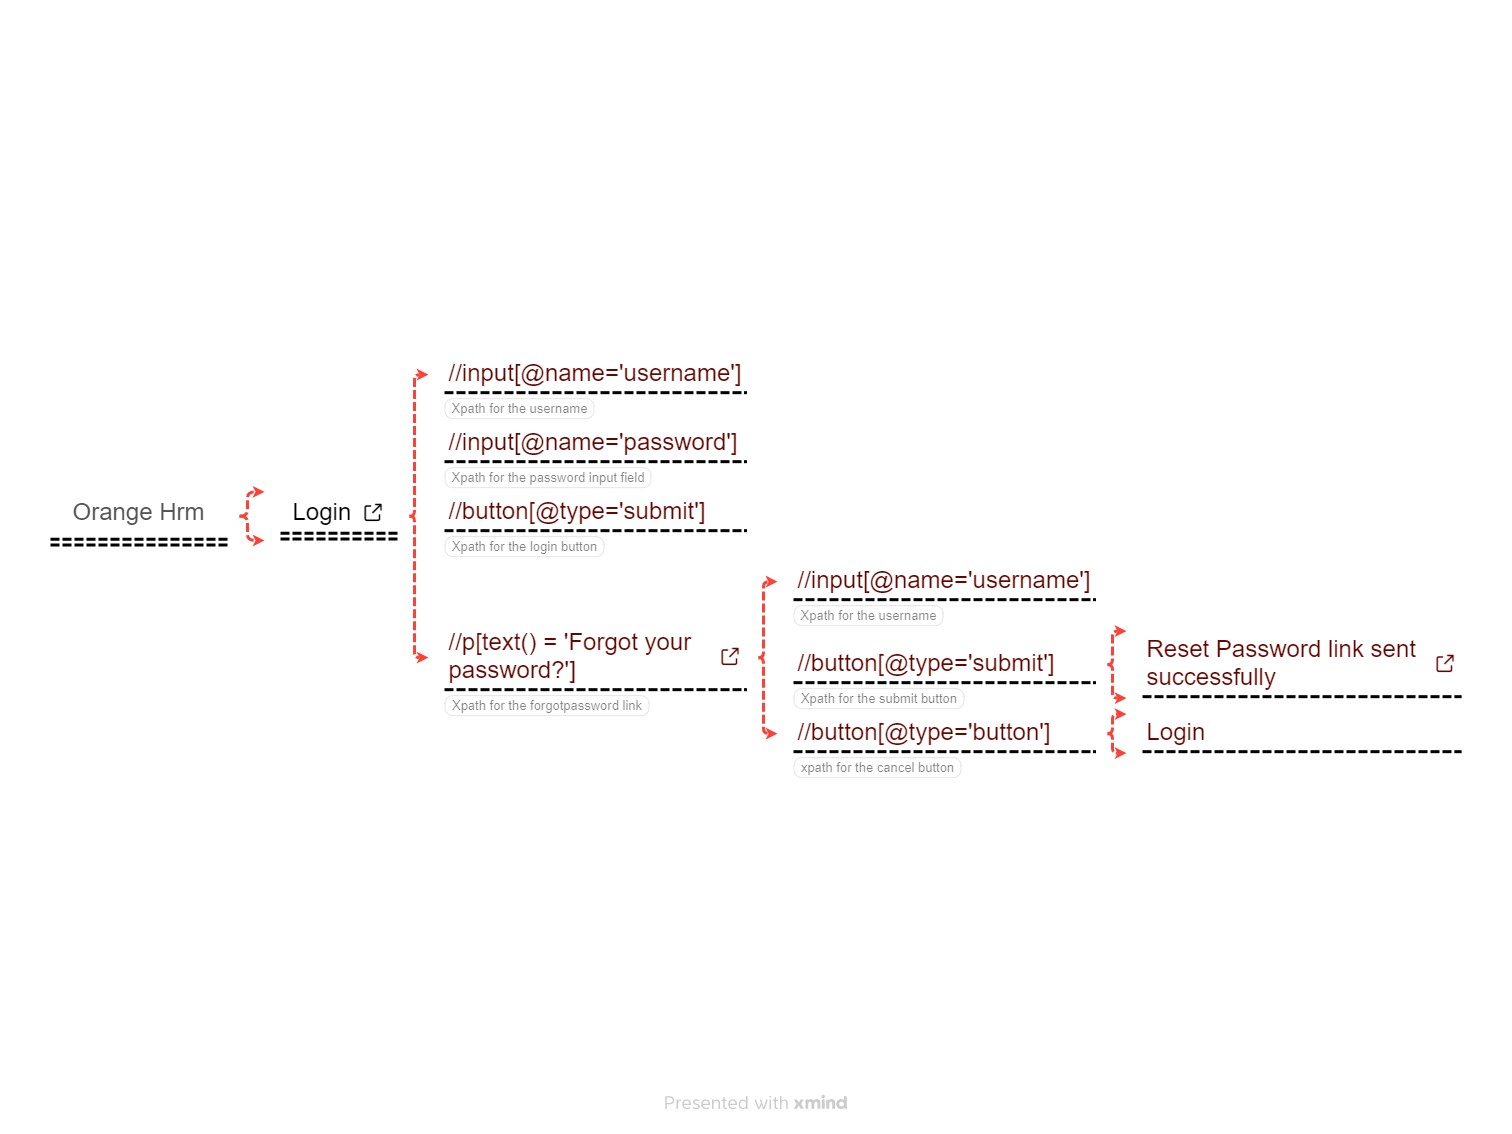 Orange Hrm
Login
//input[@name='username']
Xpath for the username
//input[@name='password']
Xpath for the password input field
//button[@type='submit']
Xpath for the login button
//p[text() = 'Forgot your
password?']
Xpath for the forgotpassword link
//input[@name='username']
Xpath for the username
//button[@type='submit']
Xpath for the submit button
Reset Password link sent
successfully
//button[@type='button']
xpath for the cancel button
Login
Presented with xmind